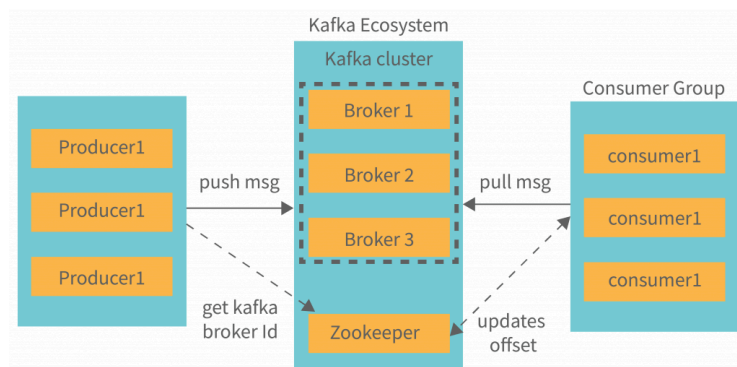 Kafka Ecosystem
Kafka cluster
Broker 1
Broker 2
Broker 3
Zookeeper
Producer1
Producer1
Producer1
push msg
get kafka
broker Id
Consumer Group
consumer1
consumer1
consumer1
pull msg
updates
offset